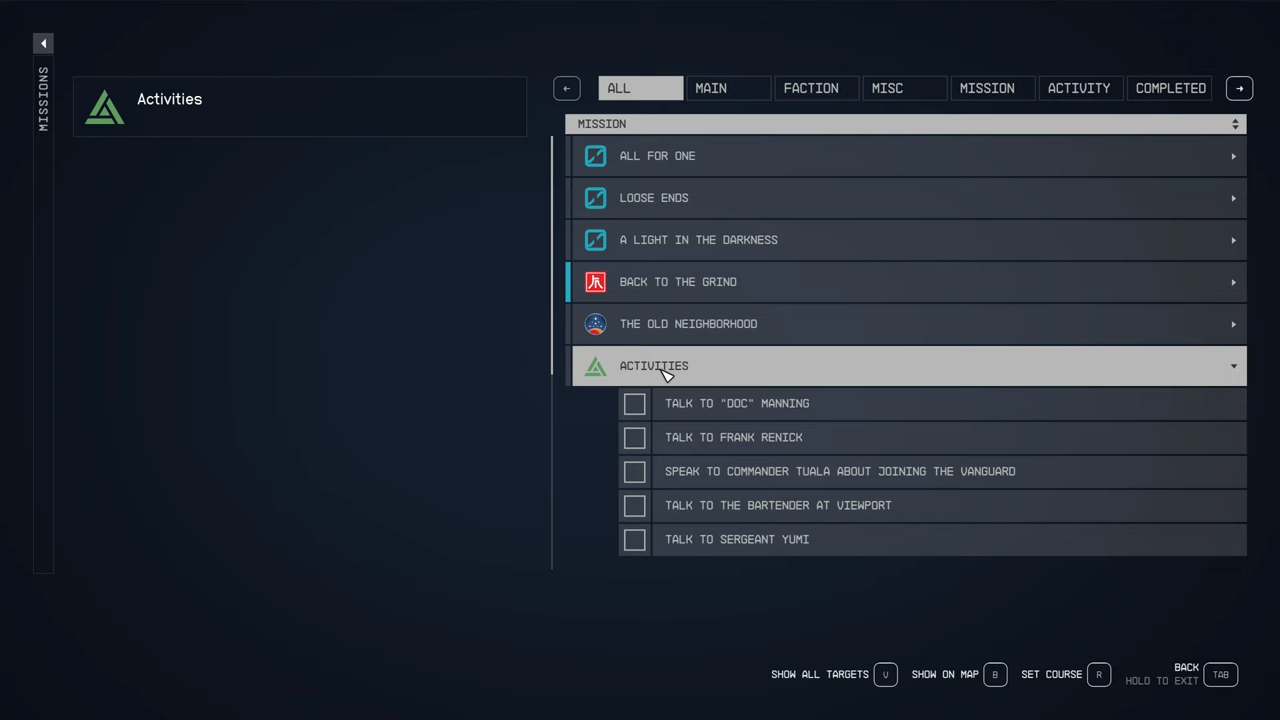 MISSIONS
Activities
ALL
MAIN
FACTION
MISC
MISSION
ACTIVITY
COMPLETED
MISSION
ALL FOR ONE
LOOSE ENDS
A LIGHT IN THE DARKNESS
BACK TO THE GRIND
THE OLD NEIGHBORHOOD
ACTIVITIES
TALK TO "DOC" MANNING
TALK TO FRANK RENICK
SPEAK TO COMMANDER TUALA ABOUT JOINING THE VANGUARD
TALK TO THE BARTENDER AT VIEWPORT
TALK TO SERGEANT YUMI
SHOW ALL TARGETS V
SHOW ON MAP B
SET COURSE R
BACK
HOLD TO EXIT
TAB